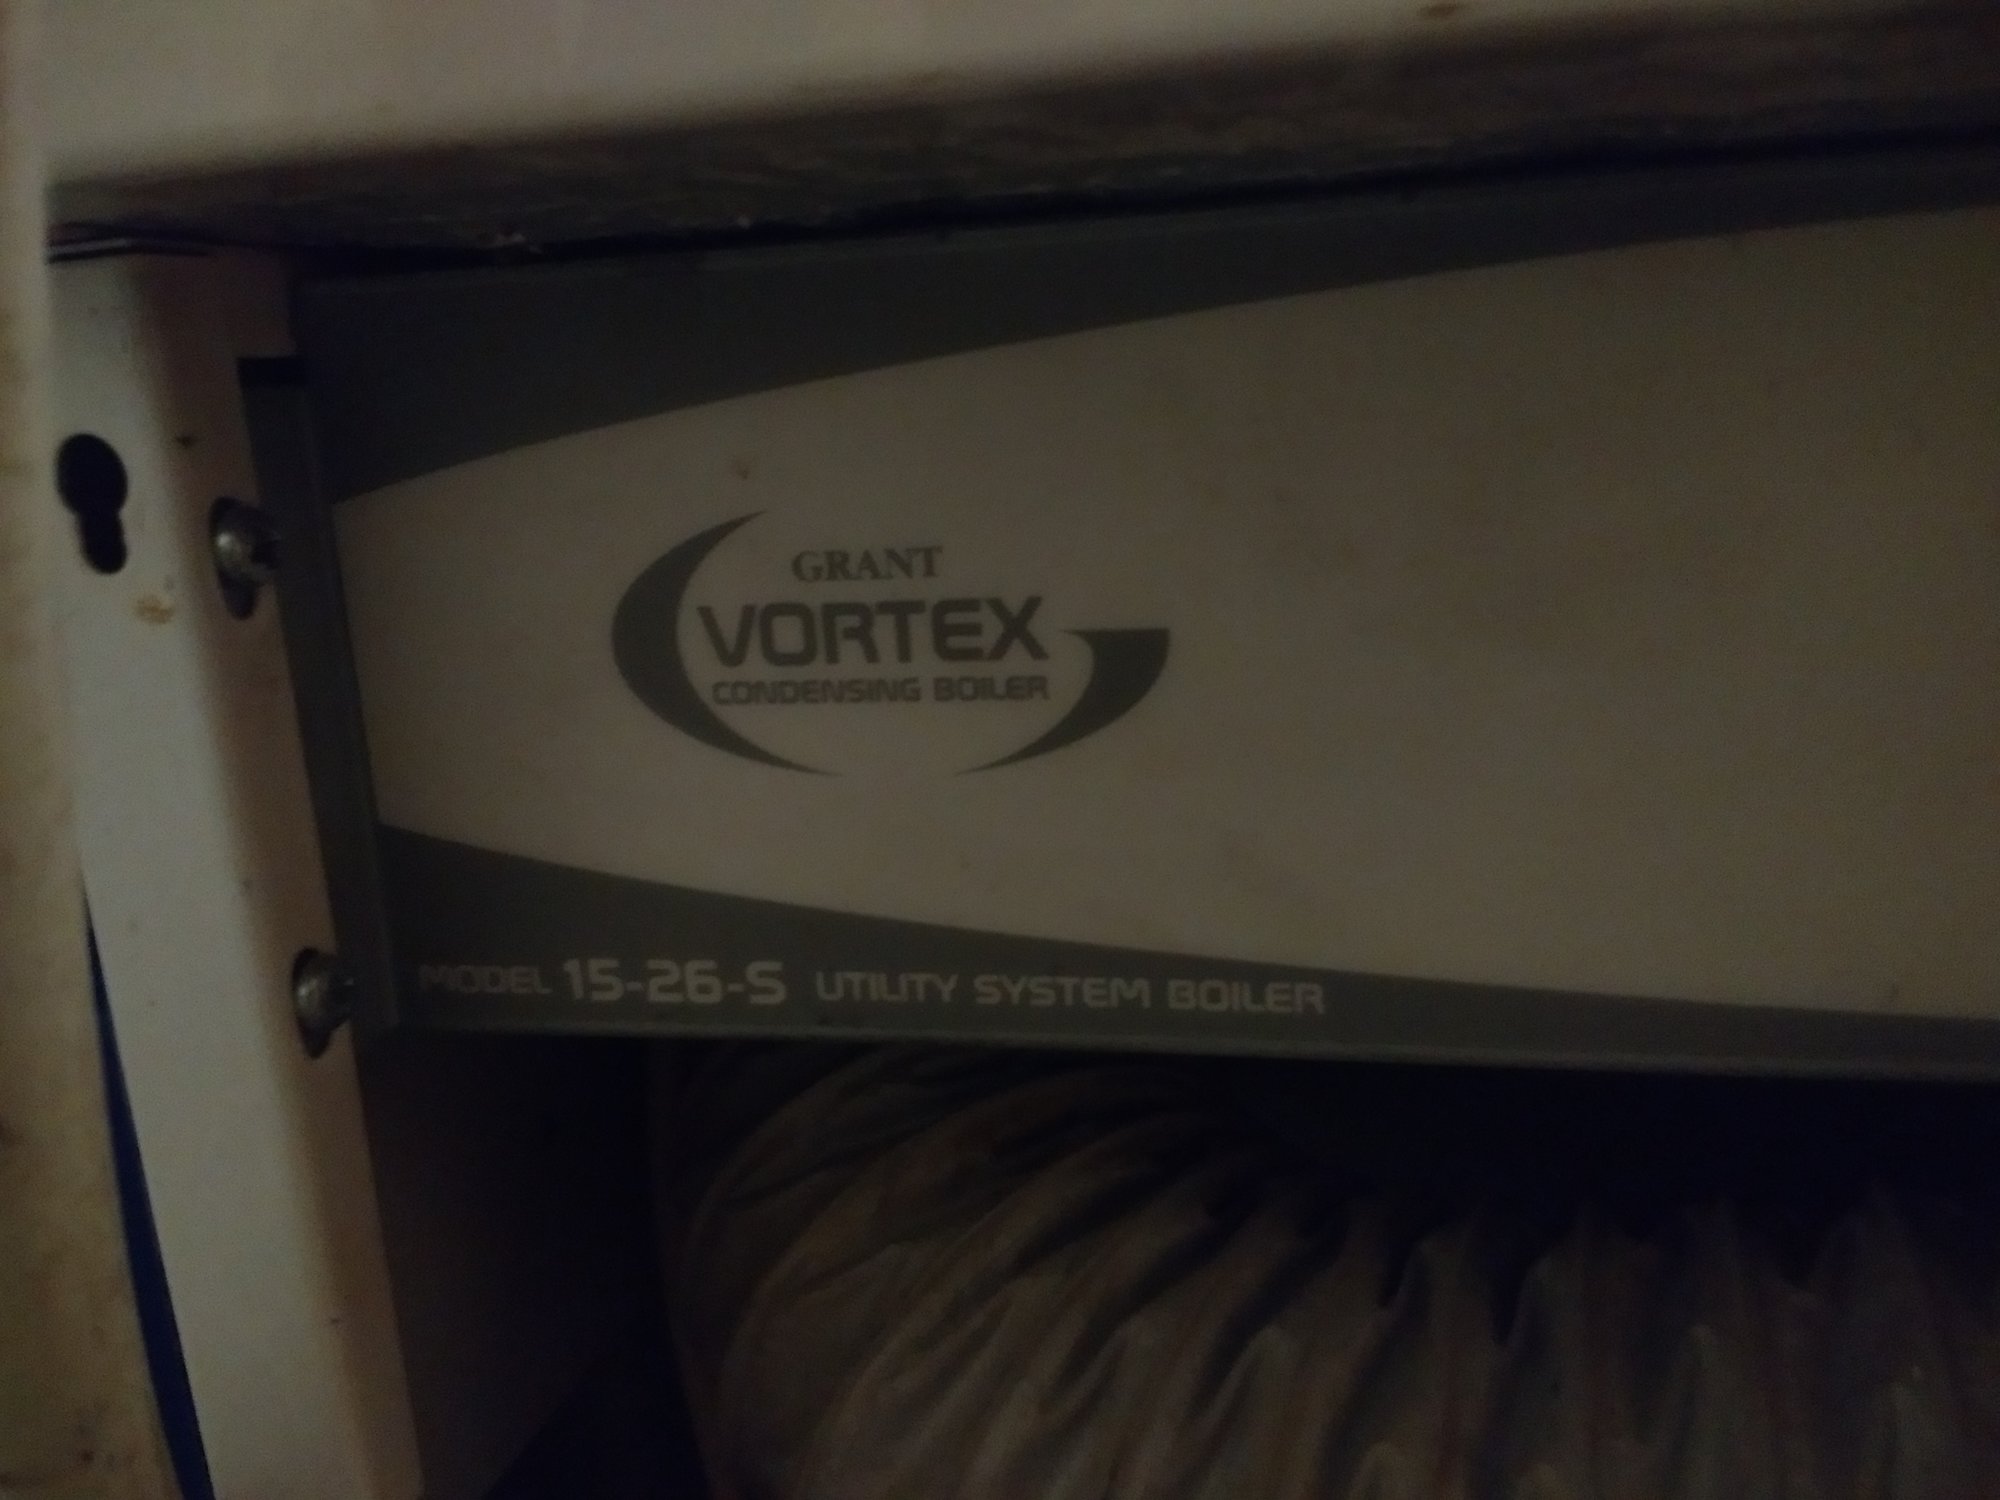 GRANT
VORTEX
CONDENSING BOILER
MODEL 15-26-S UTILITY SYSTEM BOILER